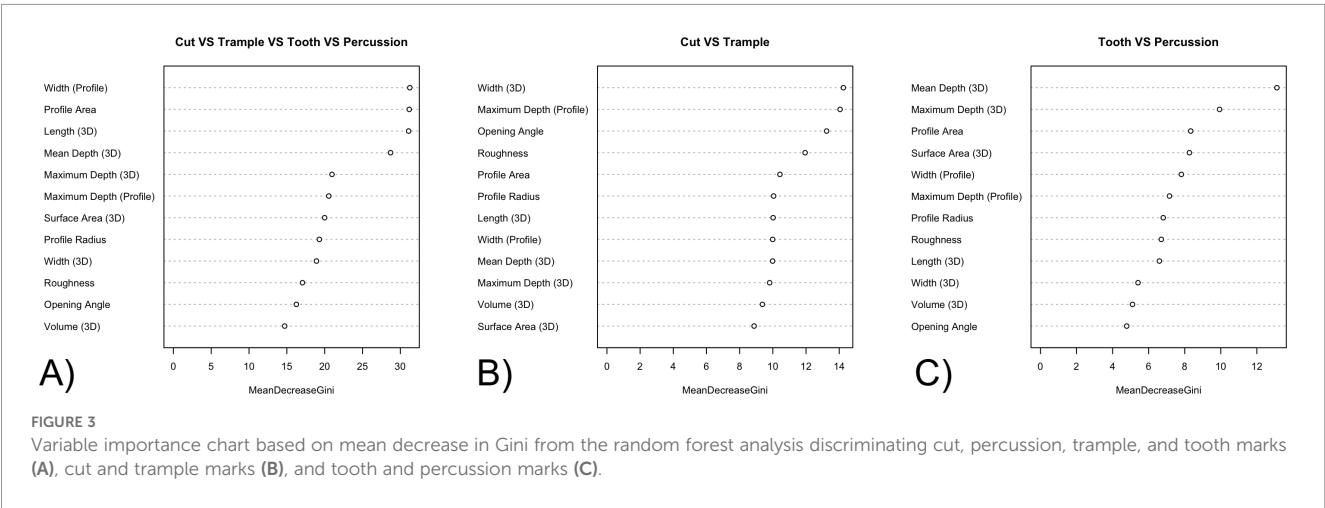 Cut VS Trample VS Tooth VS Percussion
Width (Profile)
Profile Area
Length (3D)
Mean Depth (3D)
Maximum Depth (3D)
Maximum Depth (Profile)
Surface Area (3D)
Profile Radius
Width (3D)
Roughness
Opening Angle
Volume (3D)
0 5 10 15 20 25 30
MeanDecreaseGini
A)
Cut VS Trample
Width (3D)
Maximum Depth (Profile)
Opening Angle
Roughness
Profile Area
Profile Radius
Length (3D)
Width (Profile)
Mean Depth (3D)
Maximum Depth (3D)
Volume (3D)
Surface Area (3D)
0 2 4 6 8 10 12 14
MeanDecreaseGini
B)
Tooth VS Percussion
Mean Depth (3D)
Maximum Depth (3D)
Profile Area
Surface Area (3D)
Width (Profile)
Maximum Depth (Profile)
Profile Radius
Roughness
Length (3D)
Width (3D)
Volume (3D)
Opening Angle
0 2 4 6 8 10 12
MeanDecreaseGini
C)
FIGURE 3
Variable importance chart based on mean decrease in Gini from the random forest analysis discriminating cut, percussion, trample, and tooth marks
(A), cut and trample marks (B), and tooth and percussion marks (C).